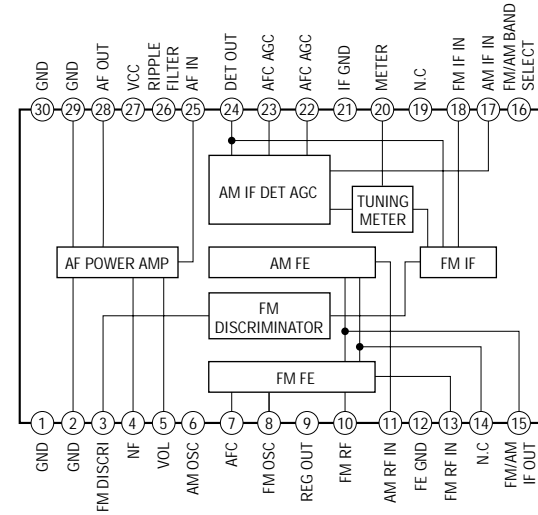 GND
GND
AF OUT
VCC
RIPPLE
FILTER
AF IN
DET OUT
AFC AGC
AFC AGC
IF GND
METER
N.C
FM IF IN
AM IF IN
FM/AM BAND
SELECT
30 29 28 27 26 25 24 23 22 21 20 19 18 17 16
AM IF DET AGC
TUNING
METER
AF POWER AMP
AM FE
FM IF
FM
DISCRIMINATOR
FM FE
1 2 3 4 5 6 7 8 9 10 11 12 13 14 15
GND
GND
FM DISCRI
NF
VOL
AM OSC
AFC
FM OSC
REG OUT
FM RF
AM RF IN
FE GND
FM RF IN
N.C
FM/AM
IF OUT